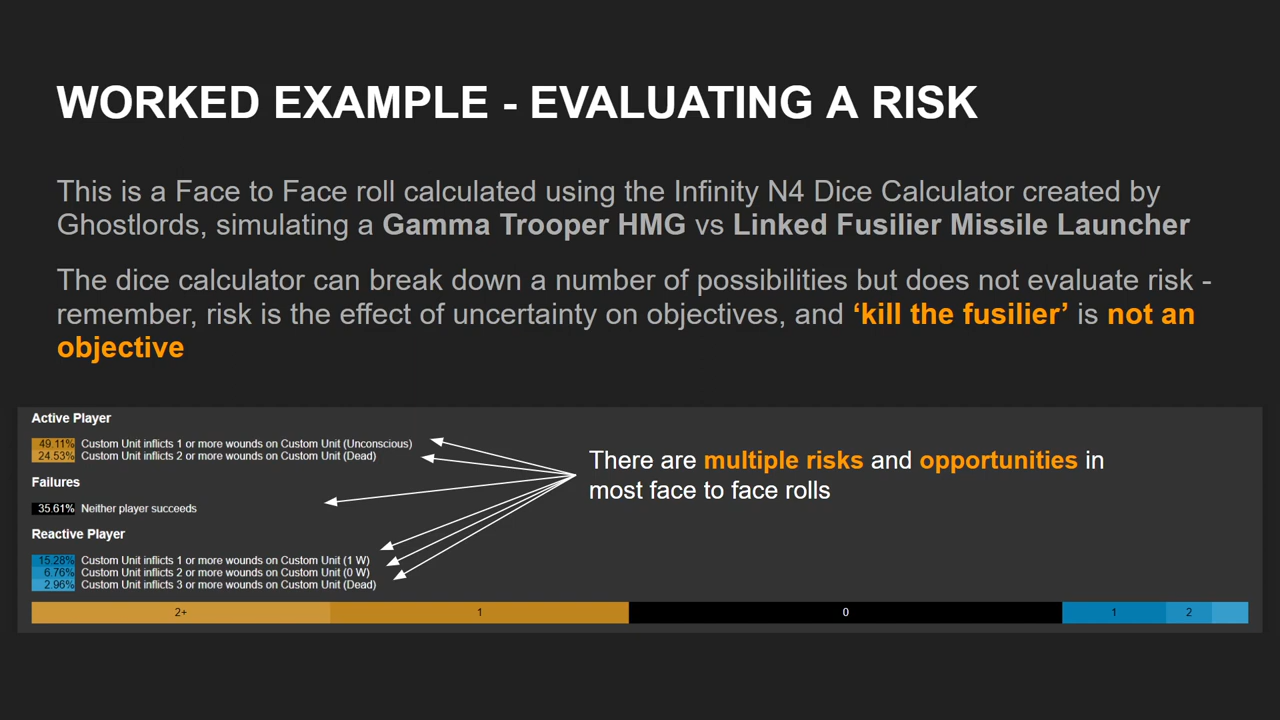 WORKED EXAMPLE - EVALUATING A RISK
This is a Face to Face roll calculated using the Infinity N4 Dice Calculator created by
Ghostlords, simulating a Gamma Trooper HMG vs Linked Fusilier Missile Launcher
The dice calculator can break down a number of possibilities but does not evaluate risk -
remember, risk is the effect of uncertainty on objectives, and ‘kill the fusilier’ is not an
objective
Active Player
49.11% Custom Unit inflicts 1 or more wounds on Custom Unit (Unconscious)
24.53% Custom Unit inflicts 2 or more wounds on Custom Unit (Dead)
Failures
35.61% Neither player succeeds
Reactive Player
15.28% Custom Unit inflicts 1 or more wounds on Custom Unit (1 W)
6.76% Custom Unit inflicts 2 or more wounds on Custom Unit (0 W)
2.96% Custom Unit inflicts 3 or more wounds on Custom Unit (Dead)
There are multiple risks and opportunities in
most face to face rolls
2+ 1 0 1 2